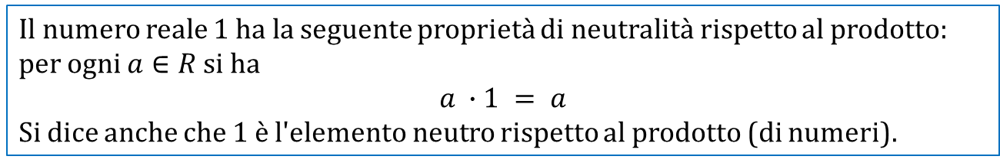 Il numero reale 1 ha la seguente proprietà di neutralità rispetto al prodotto:
per ogni a ∈ R si ha
a · 1 = a
Si dice anche che 1 è l'elemento neutro rispetto al prodotto (di numeri).